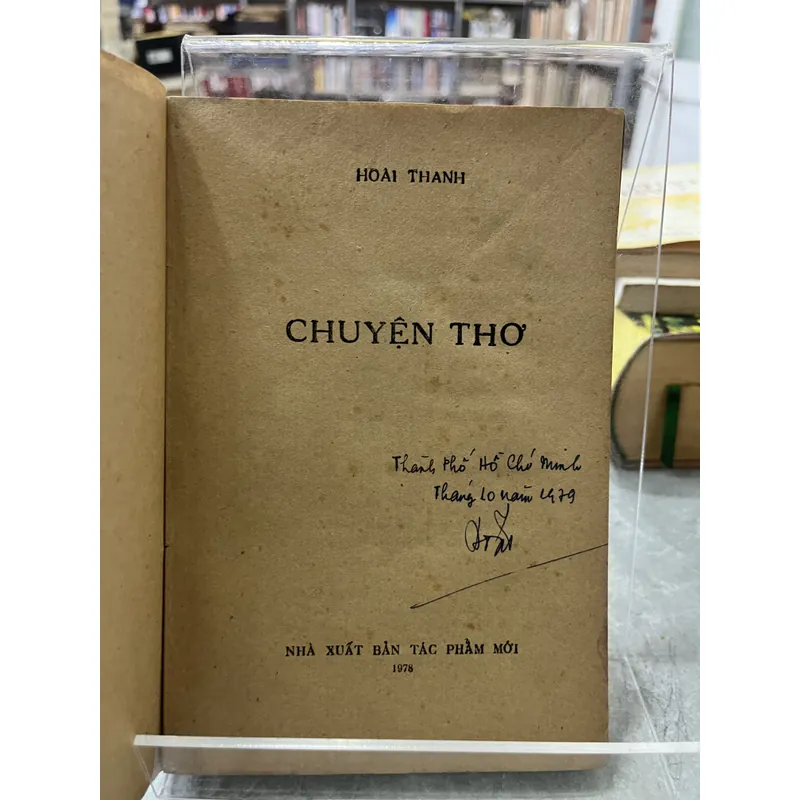 HOÀI THANH
CHUYỆN THƠ
Thành Phố Hồ Chí Minh
Tháng 10 năm 1979
NHÀ XUẤT BẢN TÁC PHẨM MỚI
1978